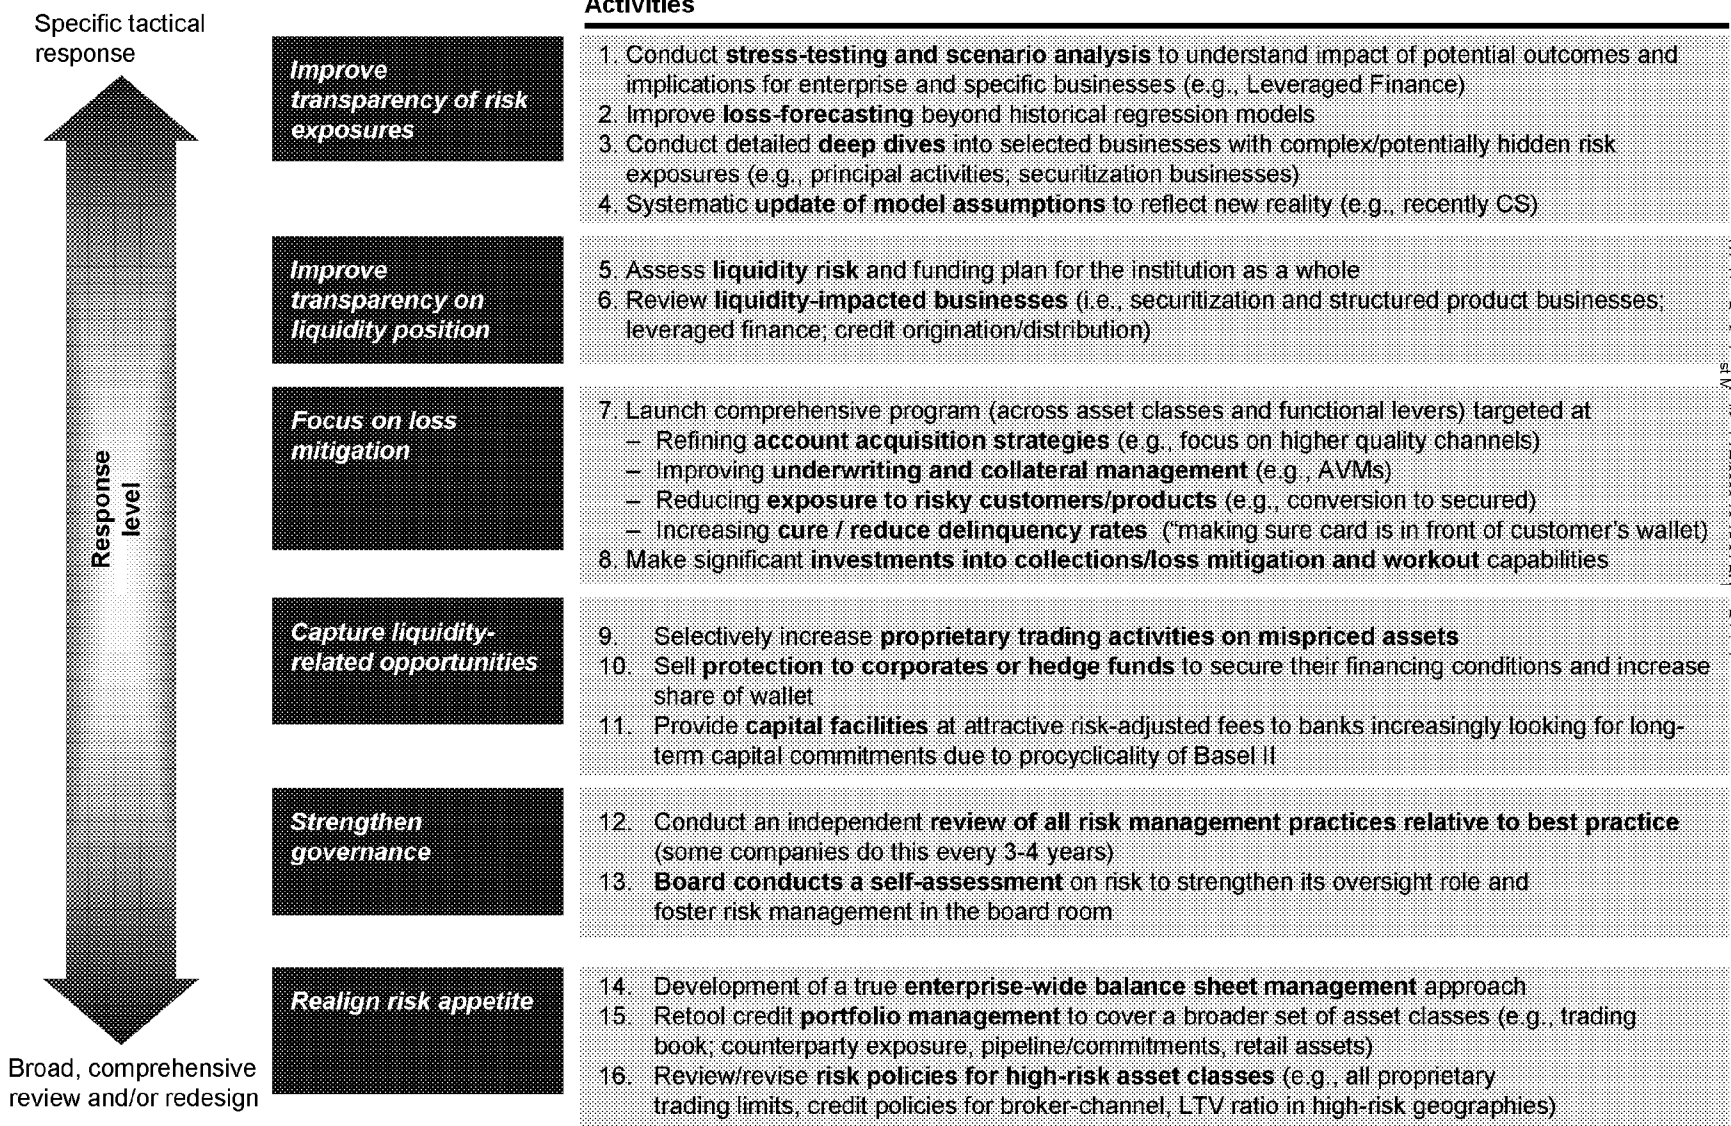 Activities
Specific tactical
response
Improve
transparency of risk
exposures
1. Conduct stress-testing and scenario analysis to understand impact of potential outcomes and
implications for enterprise and specific businesses (e.g., Leveraged Finance)
2. Improve loss-forecasting beyond historical regression models
3. Conduct detailed deep dives into selected businesses with complex/potentially hidden risk
exposures (e.g., principal activities; securitization businesses)
4. Systematic update of model assumptions to reflect new reality (e.g., recently CS)
Improve
transparency on
liquidity position
5. Assess liquidity risk and funding plan for the institution as a whole
6. Review liquidity-impacted businesses (i.e., securitization and structured product businesses;
leveraged finance; credit origination/distribution)
Response
level
Focus on loss
mitigation
7. Launch comprehensive program (across asset classes and functional levers) targeted at
– Refining account acquisition strategies (e.g., focus on higher quality channels)
– Improving underwriting and collateral management (e.g., AVMs)
– Reducing exposure to risky customers/products (e.g., conversion to secured)
– Increasing cure / reduce delinquency rates (“making sure card is in front of customer's wallet)
8. Make significant investments into collections/loss mitigation and workout capabilities
Capture liquidity-
related opportunities
9. Selectively increase proprietary trading activities on mispriced assets
10. Sell protection to corporates or hedge funds to secure their financing conditions and increase
share of wallet
11. Provide capital facilities at attractive risk-adjusted fees to banks increasingly looking for long-
term capital commitments due to procyclicality of Basel II
Strengthen
governance
12. Conduct an independent review of all risk management practices relative to best practice
(some companies do this every 3-4 years)
13. Board conducts a self-assessment on risk to strengthen its oversight role and
foster risk management in the board room
Realign risk appetite
14. Development of a true enterprise-wide balance sheet management approach
15. Retool credit portfolio management to cover a broader set of asset classes (e.g., trading
book; counterparty exposure, pipeline/commitments, retail assets)
16. Review/revise risk policies for high-risk asset classes (e.g., all proprietary
trading limits, credit policies for broker-channel, LTV ratio in high-risk geographies)
Broad, comprehensive
review and/or redesign